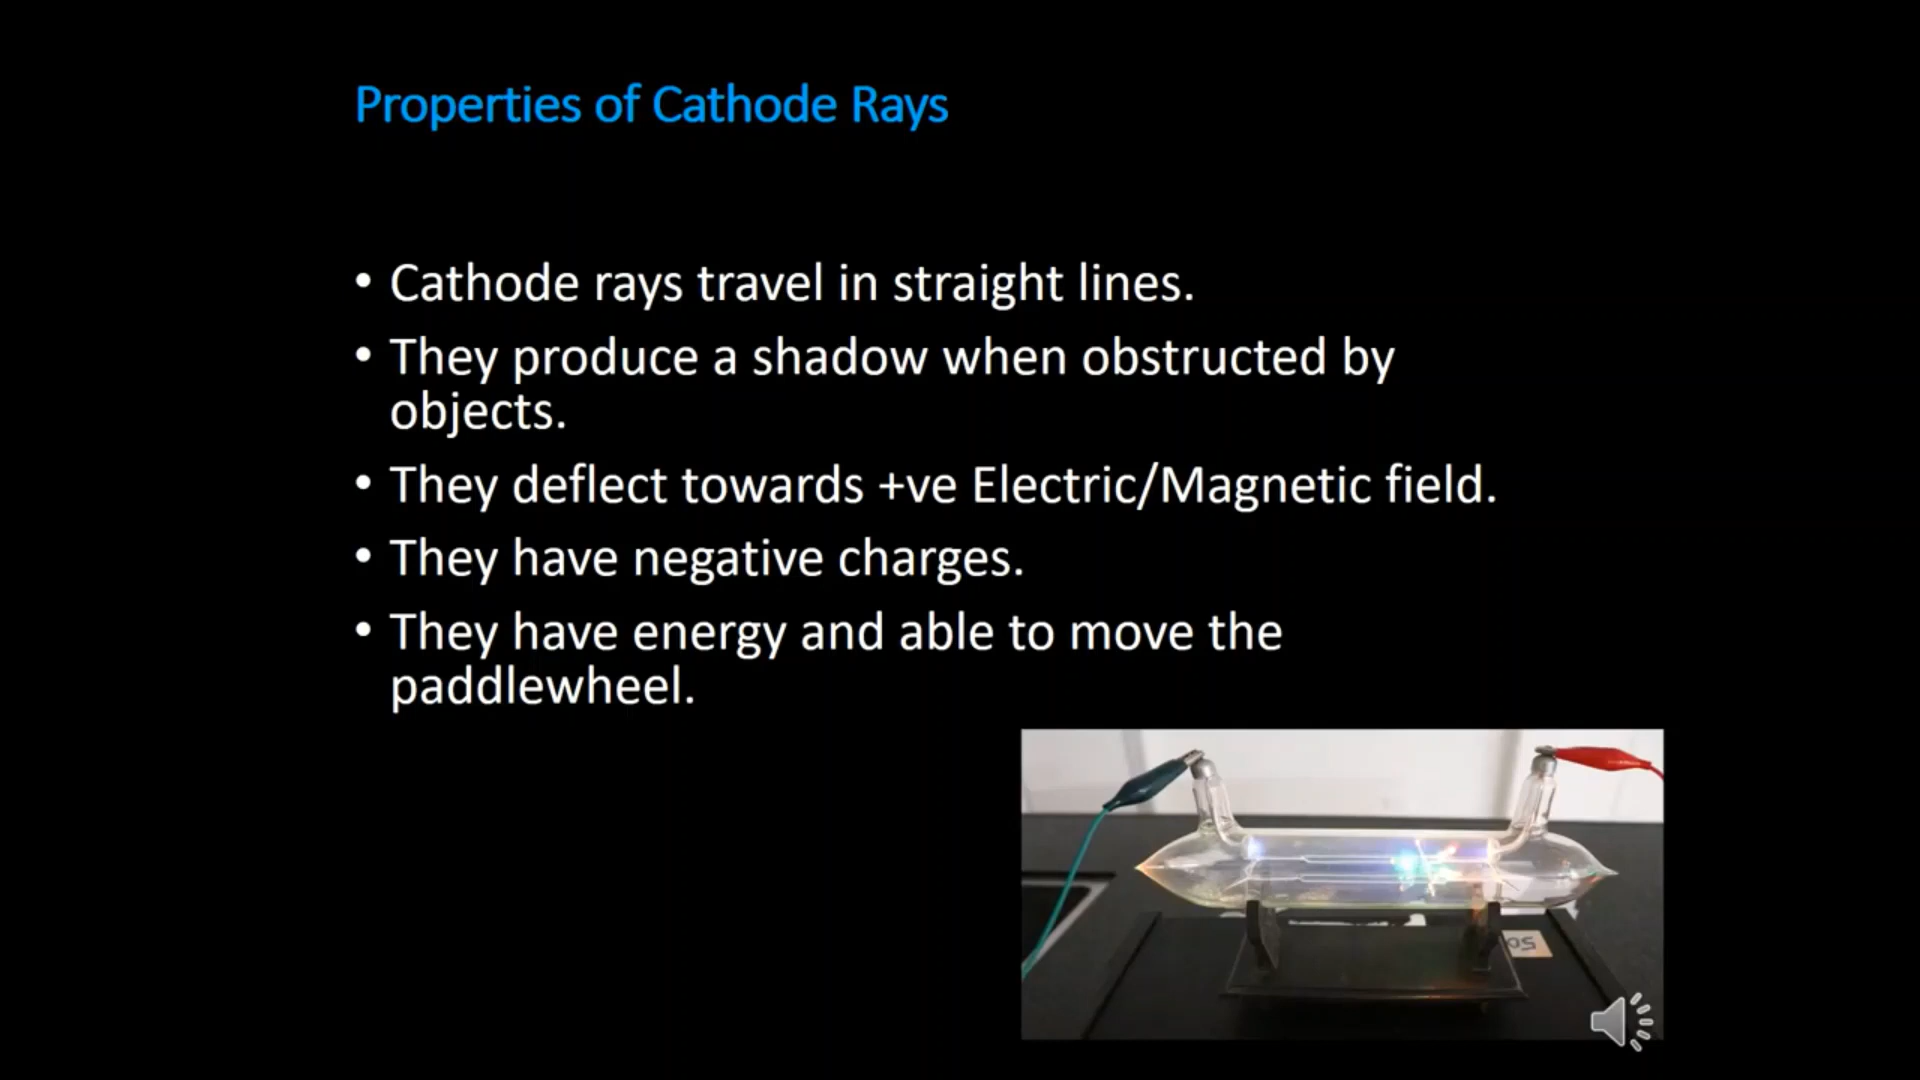 Properties of Cathode Rays
• Cathode rays travel in straight lines.
• They produce a shadow when obstructed by
objects.
• They deflect towards +ve Electric/Magnetic field.
• They have negative charges.
• They have energy and able to move the
paddlewheel.